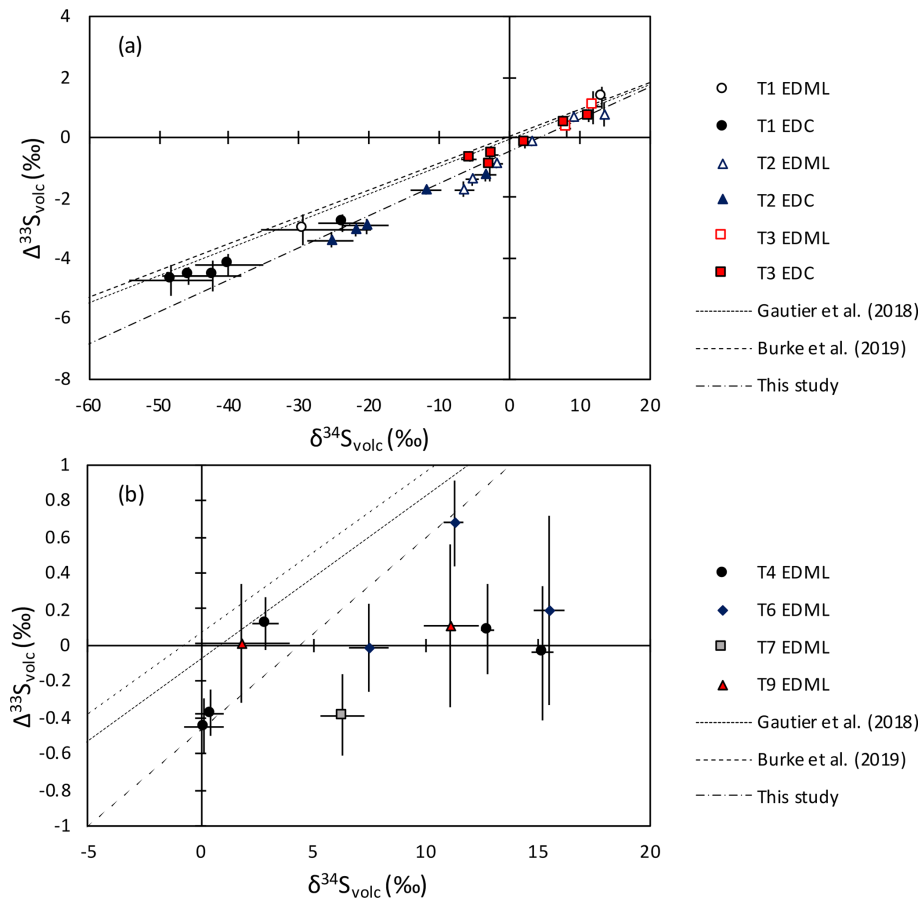 (a)
4
2
0
-2
-4
-6
-8
Δ³³Svolc (‰)
-60 -50 -40 -30 -20 -10 0 10 20
δ³⁴Svolc (‰)
T1 EDML
T1 EDC
T2 EDML
T2 EDC
T3 EDML
T3 EDC
Gautier et al. (2018)
Burke et al. (2019)
This study
(b)
1
0.8
0.6
0.4
0.2
0
-0.2
-0.4
-0.6
-0.8
-1
Δ³³Svolc (‰)
-5 0 5 10 15 20
δ³⁴Svolc (‰)
T4 EDML
T6 EDML
T7 EDML
T9 EDML
Gautier et al. (2018)
Burke et al. (2019)
This study